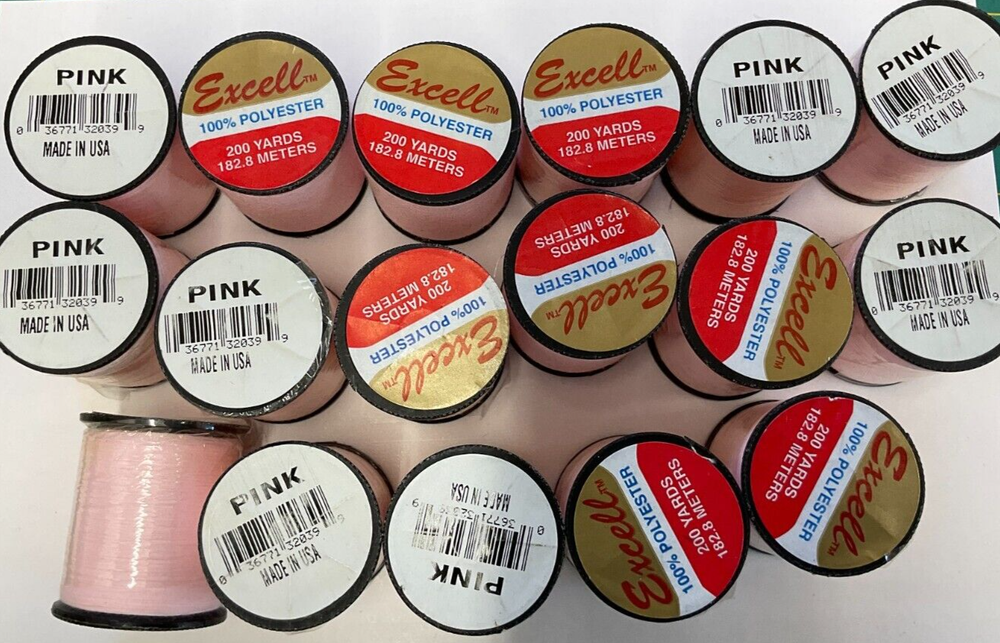 PINK
0 36771 32039 9
MADE IN USA
Excell™
100% POLYESTER
200 YARDS
182.8 METERS
Excell™
100% POLYESTER
200 YARDS
182.8 METERS
Excell™
100% POLYESTER
200 YARDS
182.8 METERS
PINK
0 36771 32039 9
MADE IN USA
PINK
36771 32039 9
MADE IN USA
PINK
36771 32039 9
MADE IN USA
PINK
0 36771 32039 9
MADE IN USA
Excell™
100% POLYESTER
200 YARDS
182.8 METERS
Excell
100% POLYESTER
200 YARDS
182.8 METERS
Excell™
100% POLYESTER
200 YARDS
182.8 METERS
PINK
0 36771 32039 9
MADE IN USA
PINK
0 36771 32039 9
MADE IN USA
PINK
0 36771 32039 9
MADE IN USA
Excell™
100% POLYESTER
200 YARDS
182.8 METERS
Excell™
100% POLYESTER
200 YARDS
182.8 METERS